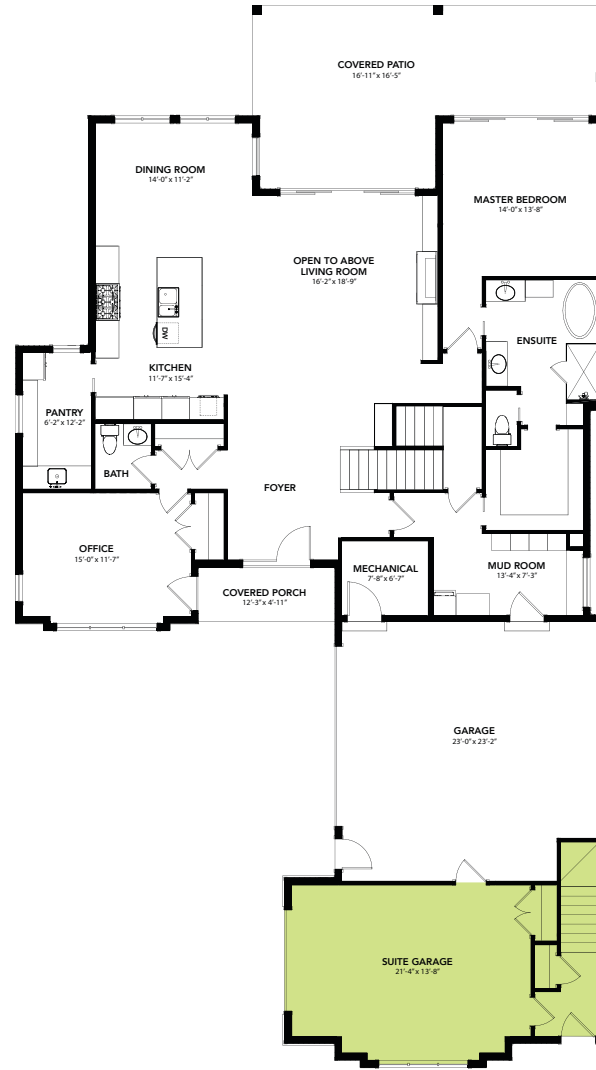 COVERED PATIO
16'-11" x 16'-5"
DINING ROOM
14'-0" x 11'-2"
MASTER BEDROOM
14'-0" x 13'-8"
OPEN TO ABOVE
LIVING ROOM
16'-2" x 18'-9"
DW
ENSUITE
KITCHEN
11'-7" x 15'-4"
PANTRY
6'-2" x 12'-2"
BATH
FOYER
OFFICE
15'-0" x 11'-7"
MECHANICAL
7'-8" x 6'-7"
MUD ROOM
13'-4" x 7'-3"
COVERED PORCH
12'-3" x 4'-11"
GARAGE
23'-0" x 23'-2"
SUITE GARAGE
21'-4" x 13'-8"